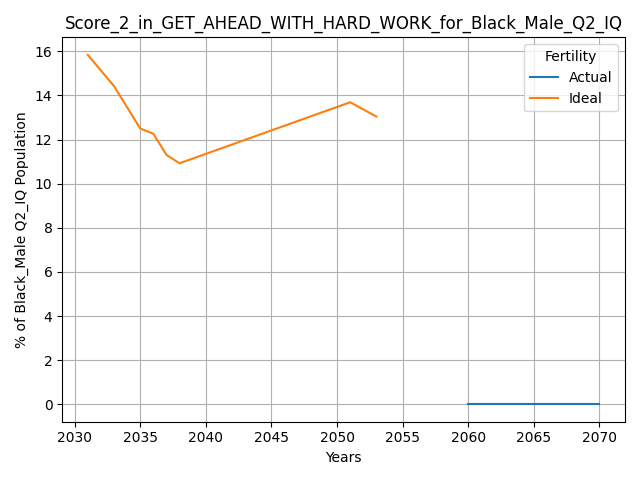 Score_2_in_GET_AHEAD_WITH_HARD_WORK_for_Black_Male_Q2_IQ
Fertility
Actual
Ideal
% of Black_Male Q2_IQ Population
16
14
12
10
8
6
4
2
0
2030 2035 2040 2045 2050 2055 2060 2065 2070
Years